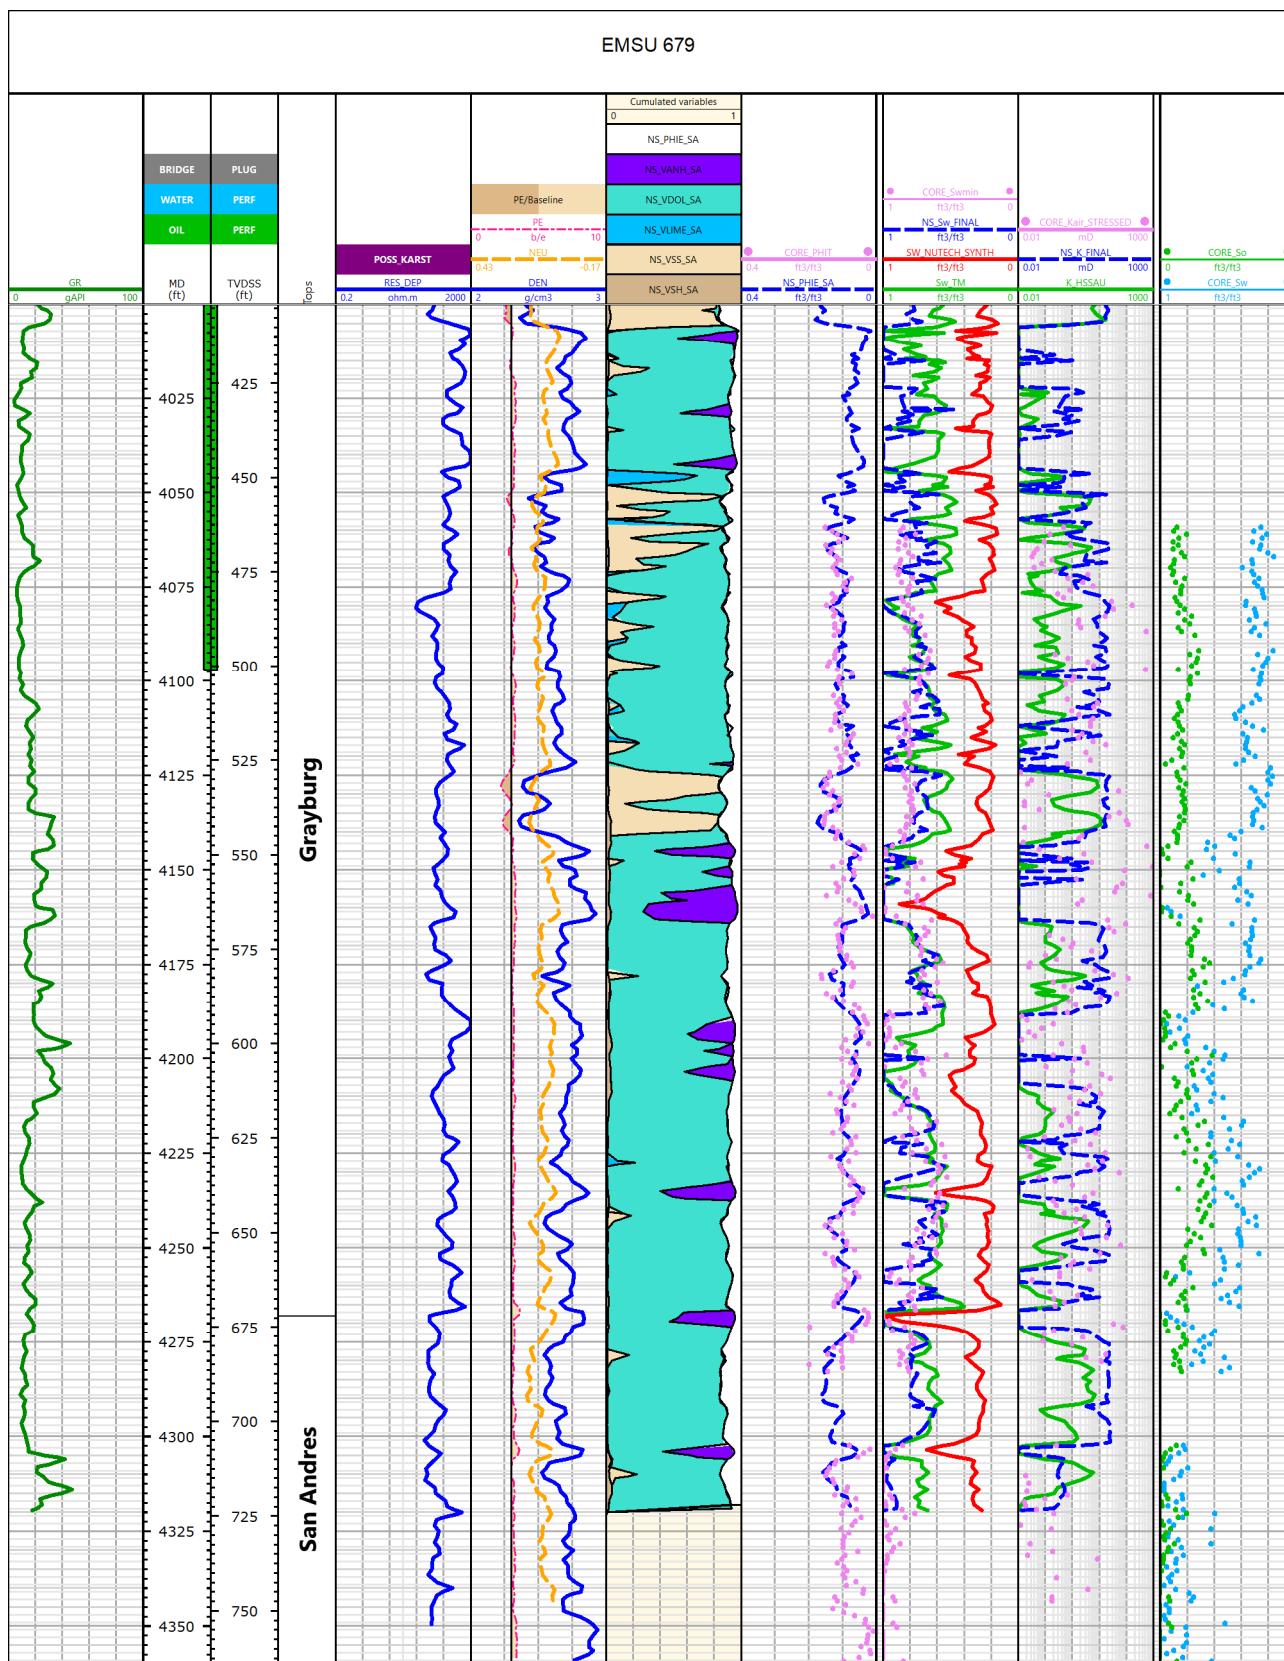 EMSU 679
Cumulated variables
0 1
NS_PHIE_SA
BRIDGE PLUG NS_VANH_SA
WATER PERF PE/Baseline NS_VDOL_SA CORE_Swmin
1 ft3/ft3 0
OIL PERF PE NS_VLIME_SA NS_Sw_FINAL CORE_Kair_STRESSED
0 b/e 10 1 ft3/ft3 0 0.01 mD 1000
POSS_KARST NEU NS_VSS_SA CORE_PHIT SW_NUTECH_SYNTH NS_K_FINAL CORE_So
0.43 -0.17 0.4 ft3/ft3 0 1 ft3/ft3 0 0.01 mD 1000 0 ft3/ft3 1
GR MD TVDSS Tops RES_DEP DEN NS_VSH_SA NS_PHIE_SA Sw_TM K_HSSAU CORE_Sw
0 gAPI 100 (ft) (ft) 0.2 ohm.m 2000 2 g/cm3 3 0.4 ft3/ft3 0 1 ft3/ft3 0 0.01 1000 1 ft3/ft3 0
425
4025
450
4050
475
4075
500
4100
525
4125
Grayburg
550
4150
575
4175
600
4200
625
4225
650
4250
675
4275
700
4300
San Andres
725
4325
750
4350